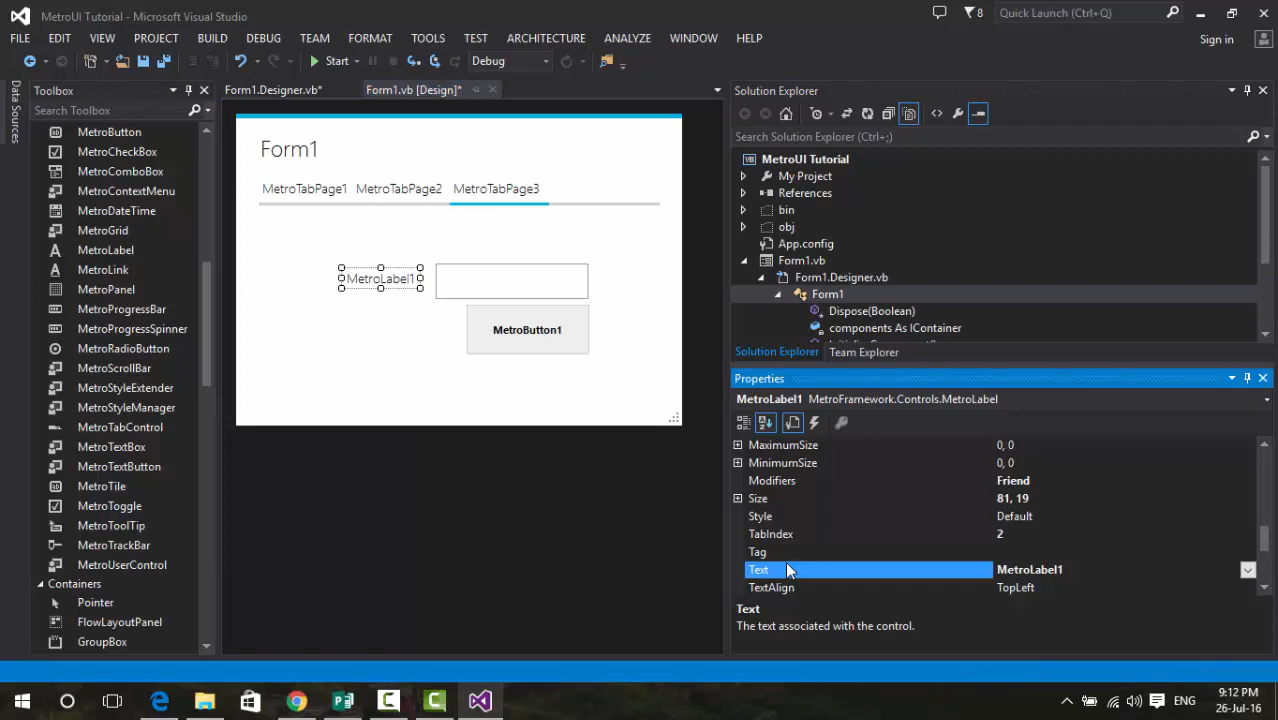 MetroUI Tutorial - Microsoft Visual Studio
8
Quick Launch (Ctrl+Q)
FILE EDIT VIEW PROJECT BUILD DEBUG TEAM FORMAT TOOLS TEST ARCHITECTURE ANALYZE WINDOW HELP
Sign in
Start Debug
Data Sources
Toolbox
Search Toolbox
MetroButton
MetroCheckBox
MetroComboBox
MetroContextMenu
MetroDateTime
MetroGrid
MetroLabel
MetroLink
MetroPanel
MetroProgressBar
MetroProgressSpinner
MetroRadioButton
MetroScrollBar
MetroStyleExtender
MetroStyleManager
MetroTabControl
MetroTextBox
MetroTextButton
MetroTile
MetroToggle
MetroToolTip
MetroTrackBar
MetroUserControl
Containers
Pointer
FlowLayoutPanel
GroupBox
Form1.Designer.vb* Form1.vb [Design]*
Form1
MetroTabPage1 MetroTabPage2 MetroTabPage3
MetroLabel1
MetroButton1
Solution Explorer
Search Solution Explorer (Ctrl+;)
MetroUI Tutorial
My Project
References
bin
obj
App.config
Form1.vb
Form1.Designer.vb
Form1
Dispose(Boolean)
components As IContainer
Solution Explorer Team Explorer
Properties
MetroLabel1 MetroFramework.Controls.MetroLabel
MaximumSize 0, 0
MinimumSize 0, 0
Modifiers Friend
Size 81, 19
Style Default
TabIndex 2
Tag
Text MetroLabel1
TextAlign TopLeft
Text
The text associated with the control.
ENG
9:12 PM
26-Jul-16